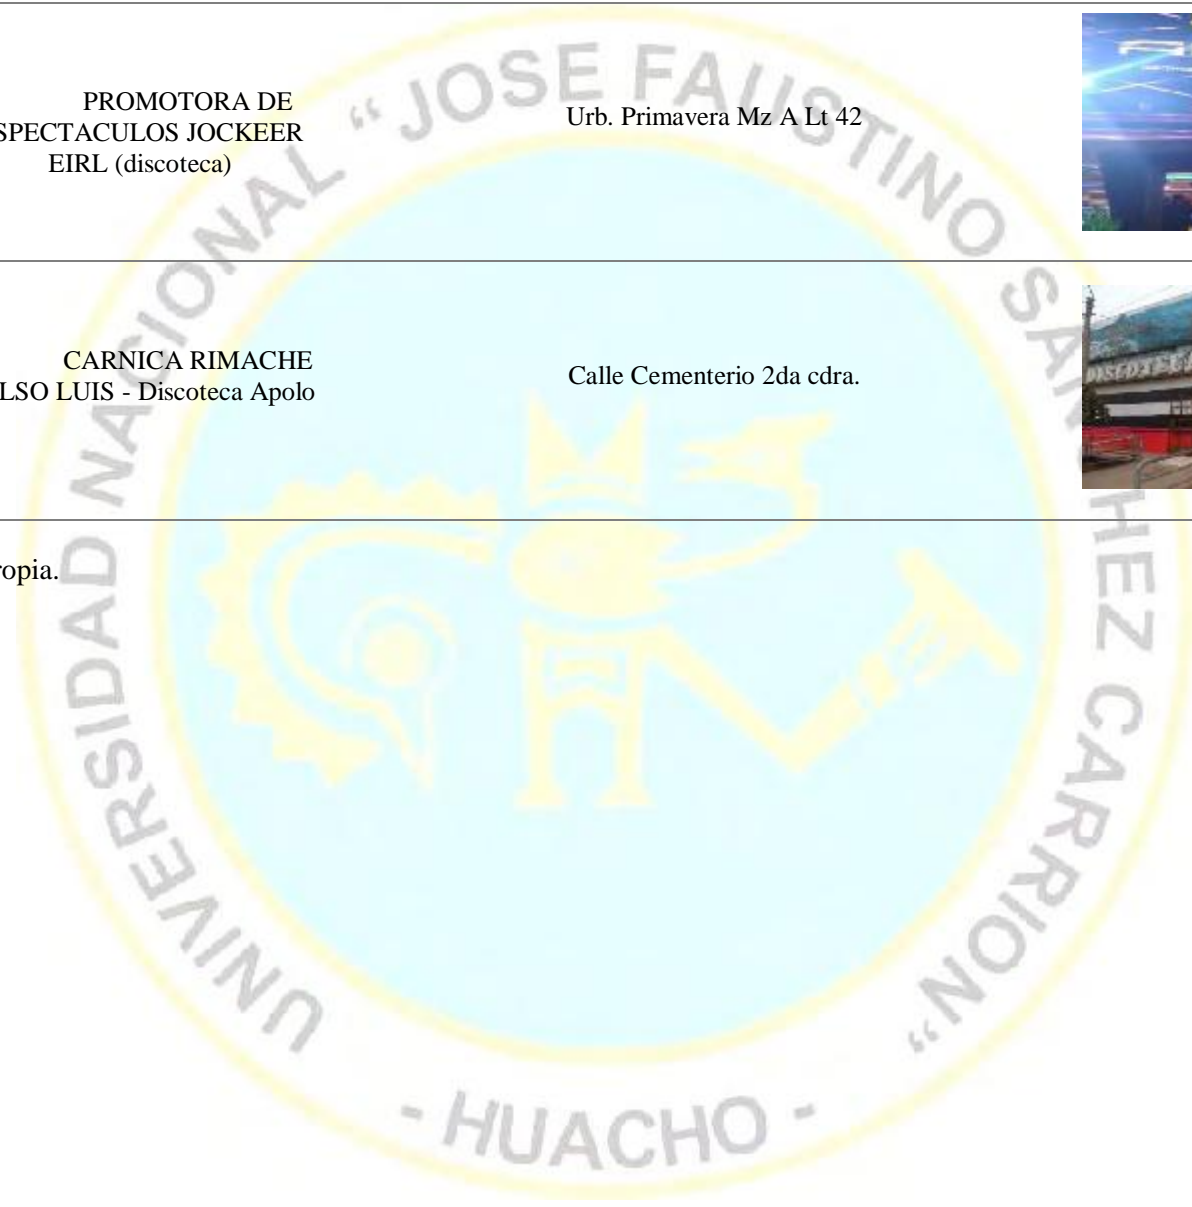 PROMOTORA DE
SPECTACULOS JOCKEER
EIRL (discoteca)
Urb. Primavera Mz A Lt 42
CARNICA RIMACHE
LSO LUIS - Discoteca Apolo
Calle Cementerio 2da cdra.
ropia.
UNIVERSIDAD NACIONAL “JOSE FAUSTINO SANCHEZ CARRION”
- HUACHO -